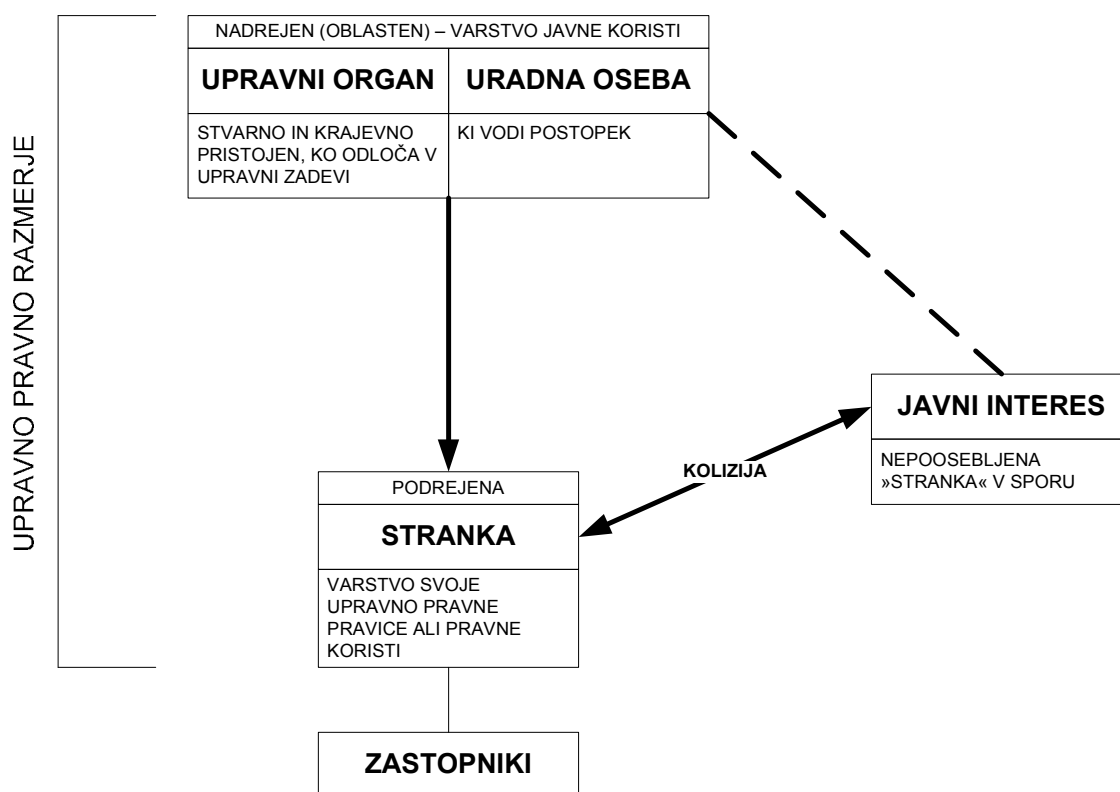 UPRAVNO PRAVNO RAZMERJE
NADREJEN (OBLASTEN) – VARSTVO JAVNE KORISTI
UPRAVNI ORGAN
URADNA OSEBA
STVARNO IN KRAJEVNO
PRISTOJEN, KO ODLOČA V
UPRAVNI ZADEVI
KI VODI POSTOPEK
JAVNI INTERES
NEPOOSEBLJENA
»STRANKA« V SPORU
KOLIZIJA
PODREJENA
STRANKA
VARSTVO SVOJE
UPRAVNO PRAVNE
PRAVICE ALI PRAVNE
KORISTI
ZASTOPNIKI